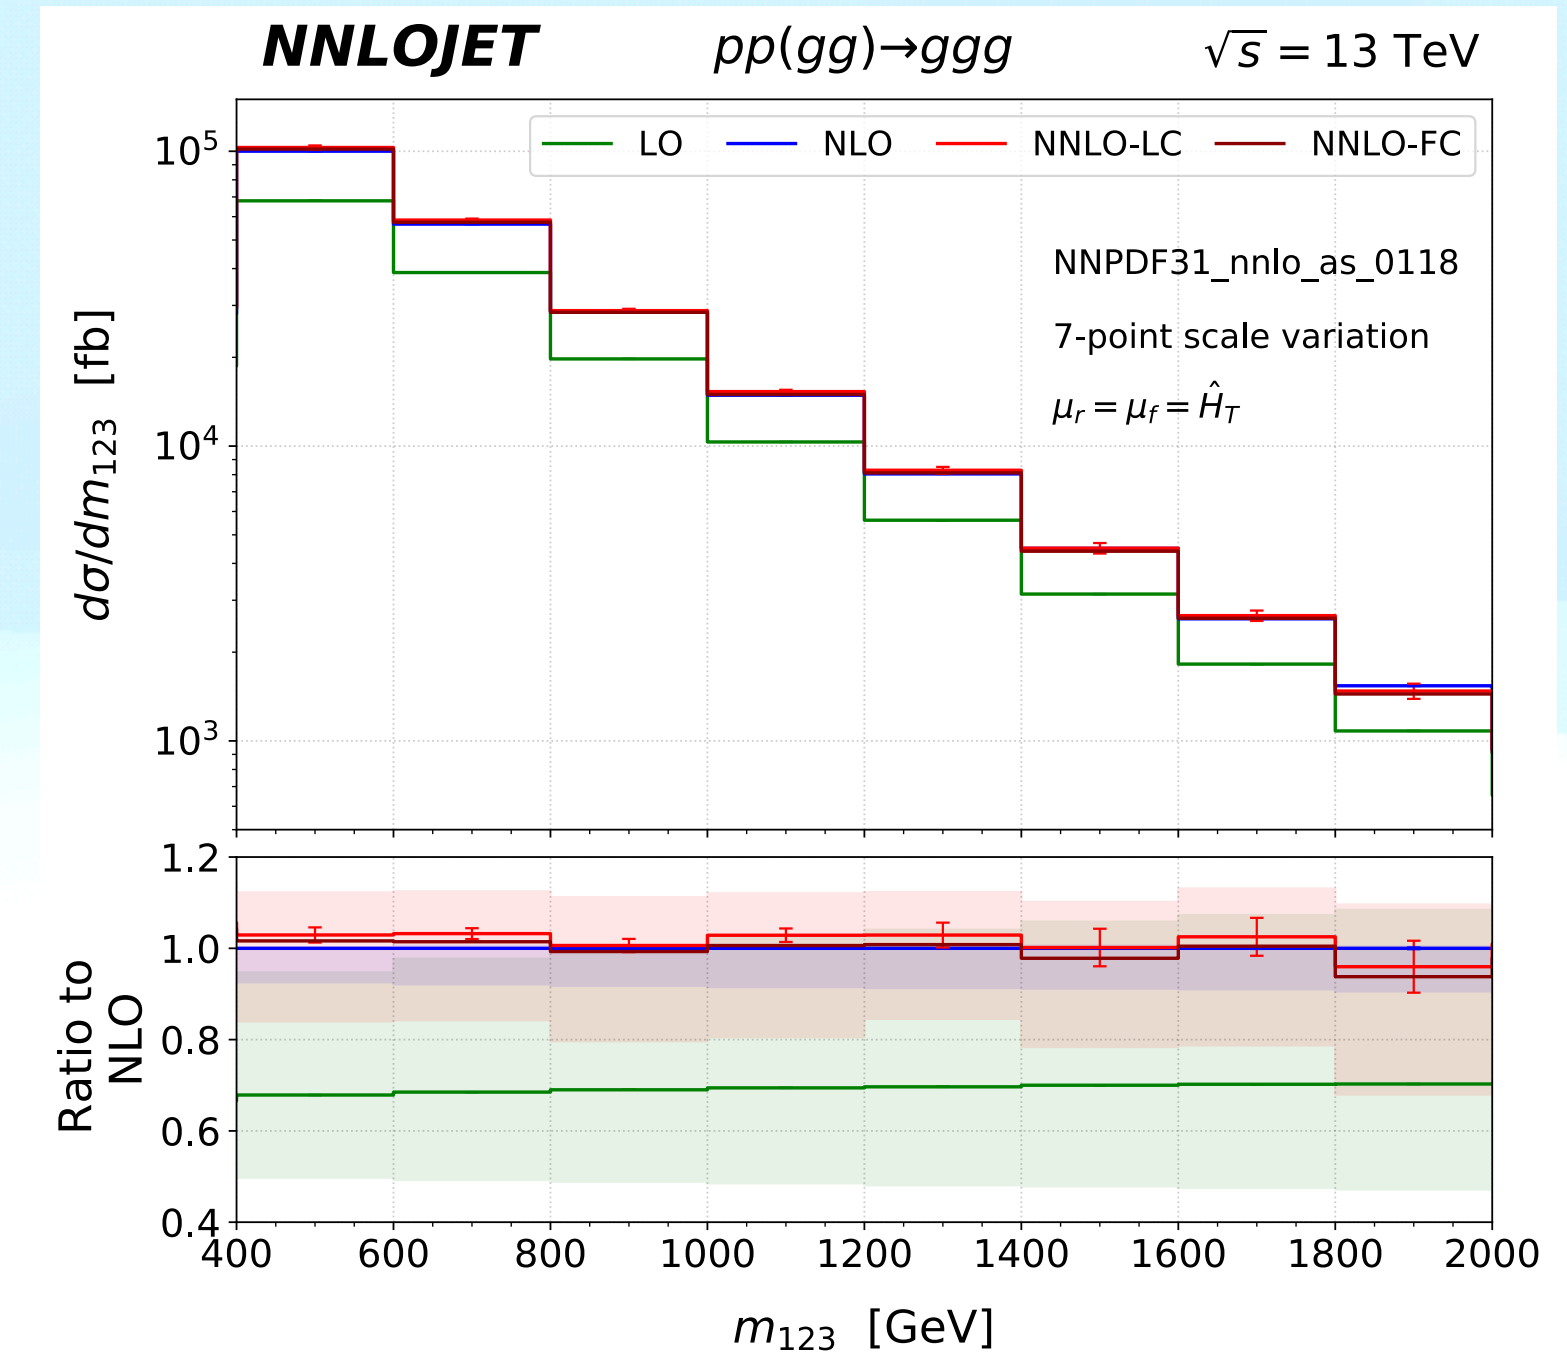 NNLOJET pp(gg)→ggg √s = 13 TeV
LO NLO NNLO-LC NNLO-FC
NNPDF31_nnlo_as_0118
7-point scale variation
μ_r = μ_f = Ĥ_T
dσ/dm_123 [fb]
10^5
10^4
10^3
Ratio to
NLO
1.2
1.0
0.8
0.6
0.4
400 600 800 1000 1200 1400 1600 1800 2000
m_123 [GeV]